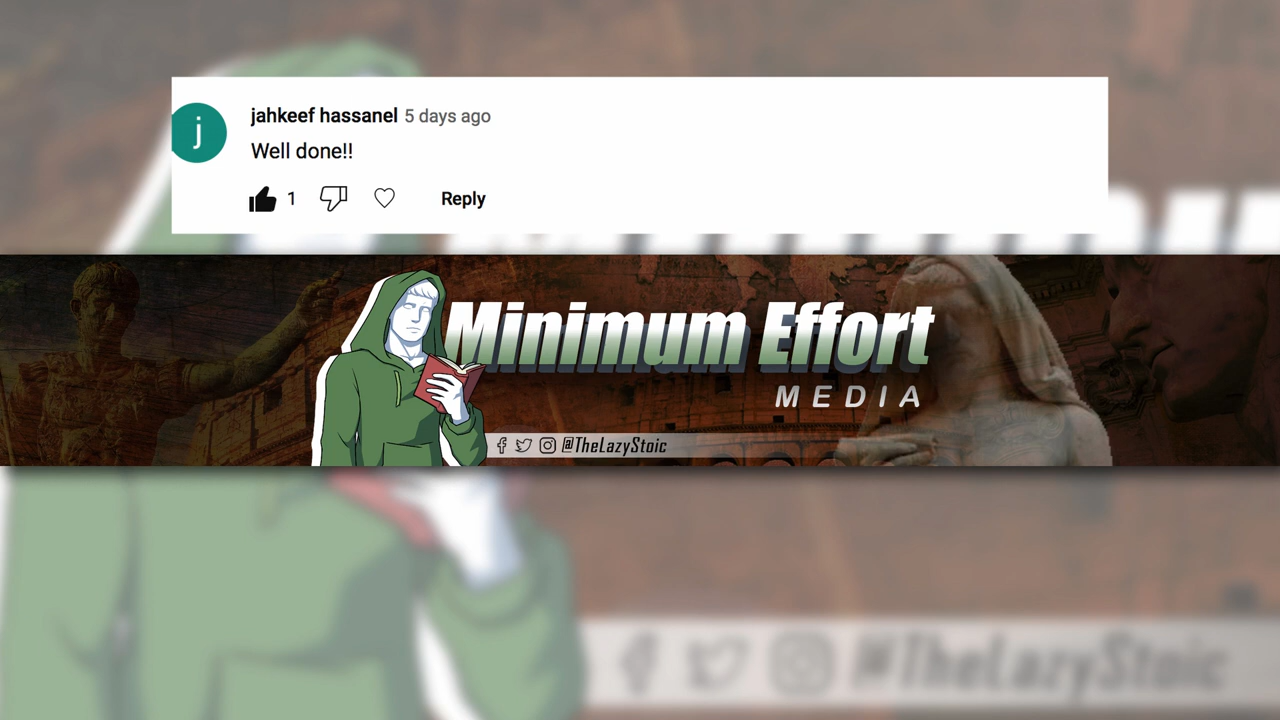 j
jahkeef hassanel 5 days ago
Well done!!
1
Reply
Minimum Effort
MEDIA
@TheLazyStoic
@TheLazyStoic